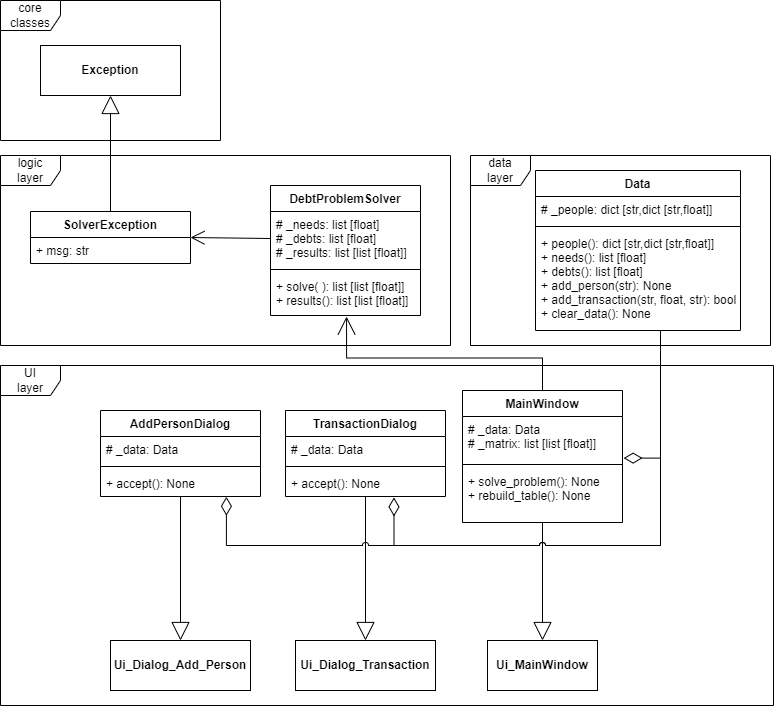 core
classes
Exception
logic
layer
SolverException
+ msg: str
DebtProblemSolver
# _needs: list [float]
# _debts: list [float]
# _results: list [list [float]]
+ solve( ): list [list [float]]
+ results(): list [list [float]]
data
layer
Data
# _people: dict [str,dict [str,float]]
+ people(): dict [str,dict [str,float]]
+ needs(): list [float]
+ debts(): list [float]
+ add_person(str): None
+ add_transaction(str, float, str): bool
+ clear_data(): None
UI
layer
AddPersonDialog
# _data: Data
+ accept(): None
TransactionDialog
# _data: Data
+ accept(): None
MainWindow
# _data: Data
# _matrix: list [list [float]]
+ solve_problem(): None
+ rebuild_table(): None
Ui_Dialog_Add_Person
Ui_Dialog_Transaction
Ui_MainWindow